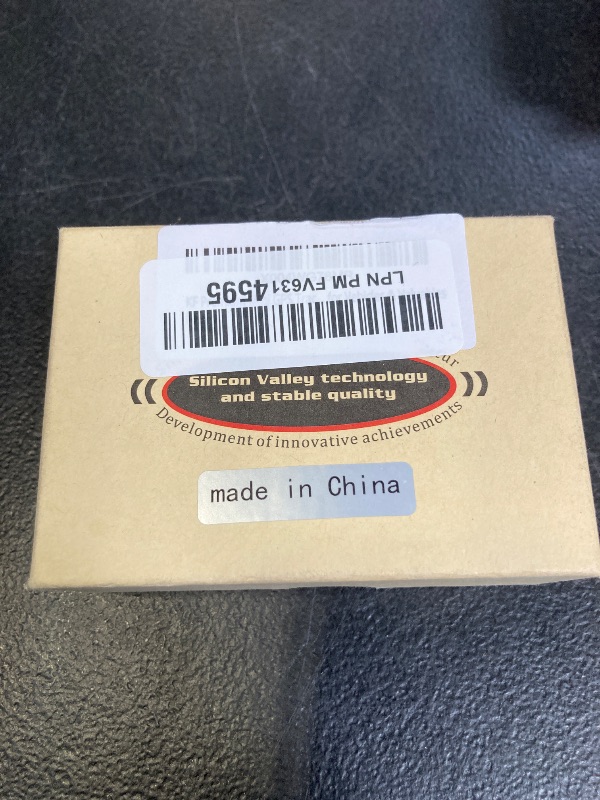 LPN PM FV6314595
Silicon Valley technology
and stable quality
Development of innovative achievements
made in China